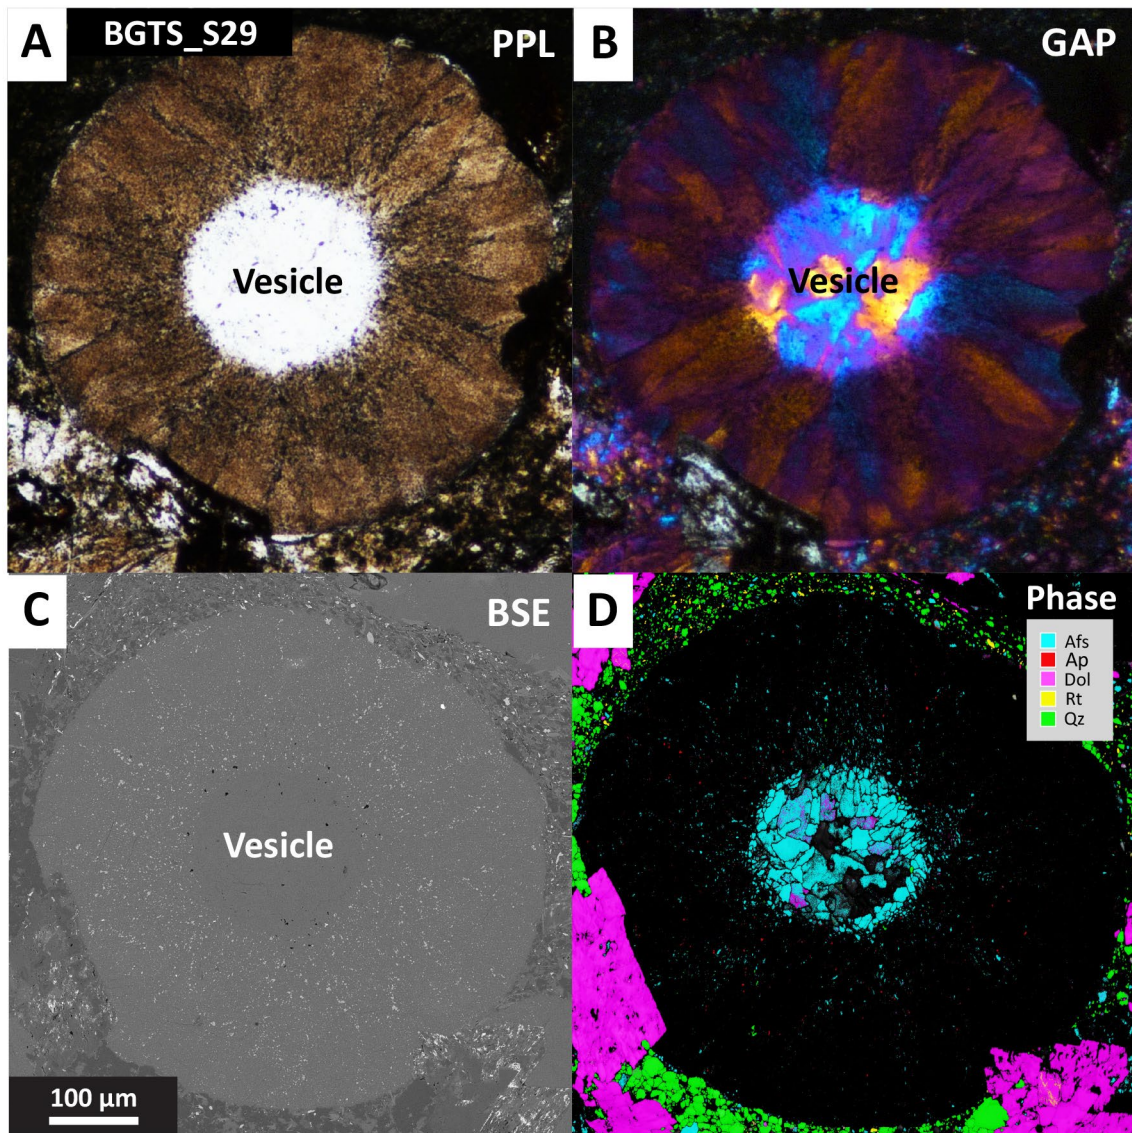 A
BGTS_S29
PPL
Vesicle
B
GAP
Vesicle
C
BSE
Vesicle
100 µm
D
Phase
Afs
Ap
Dol
Rt
Qz